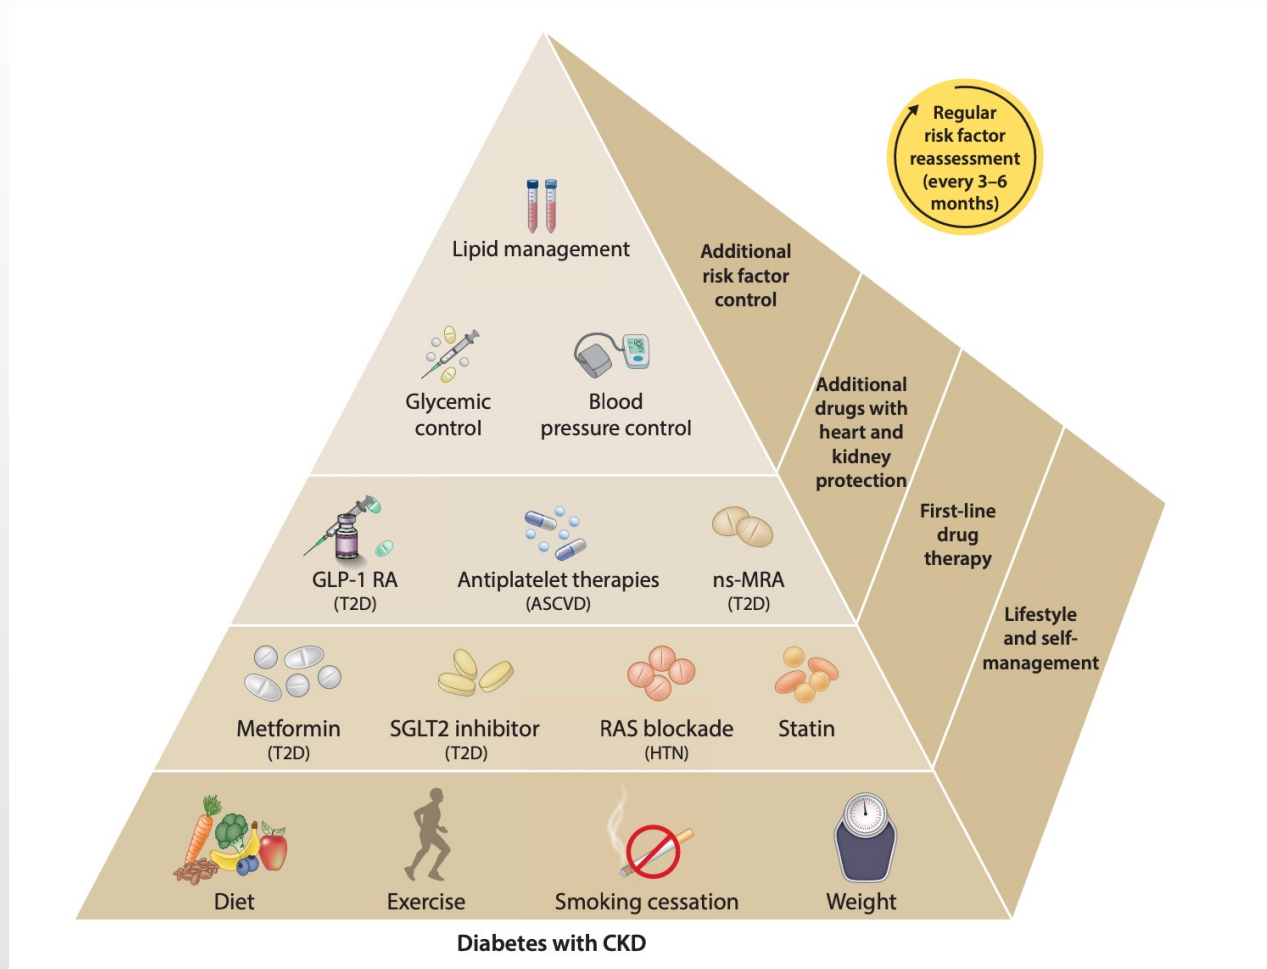 Regular
risk factor
reassessment
(every 3–6
months)
Lipid management
Additional
risk factor
control
Glycemic
control
Blood
pressure control
Additional
drugs with
heart and
kidney
protection
GLP-1 RA
(T2D)
Antiplatelet therapies
(ASCVD)
ns-MRA
(T2D)
First-line
drug
therapy
Metformin
(T2D)
SGLT2 inhibitor
(T2D)
RAS blockade
(HTN)
Statin
Lifestyle
and self-
management
Diet
Exercise
Smoking cessation
Weight
Diabetes with CKD